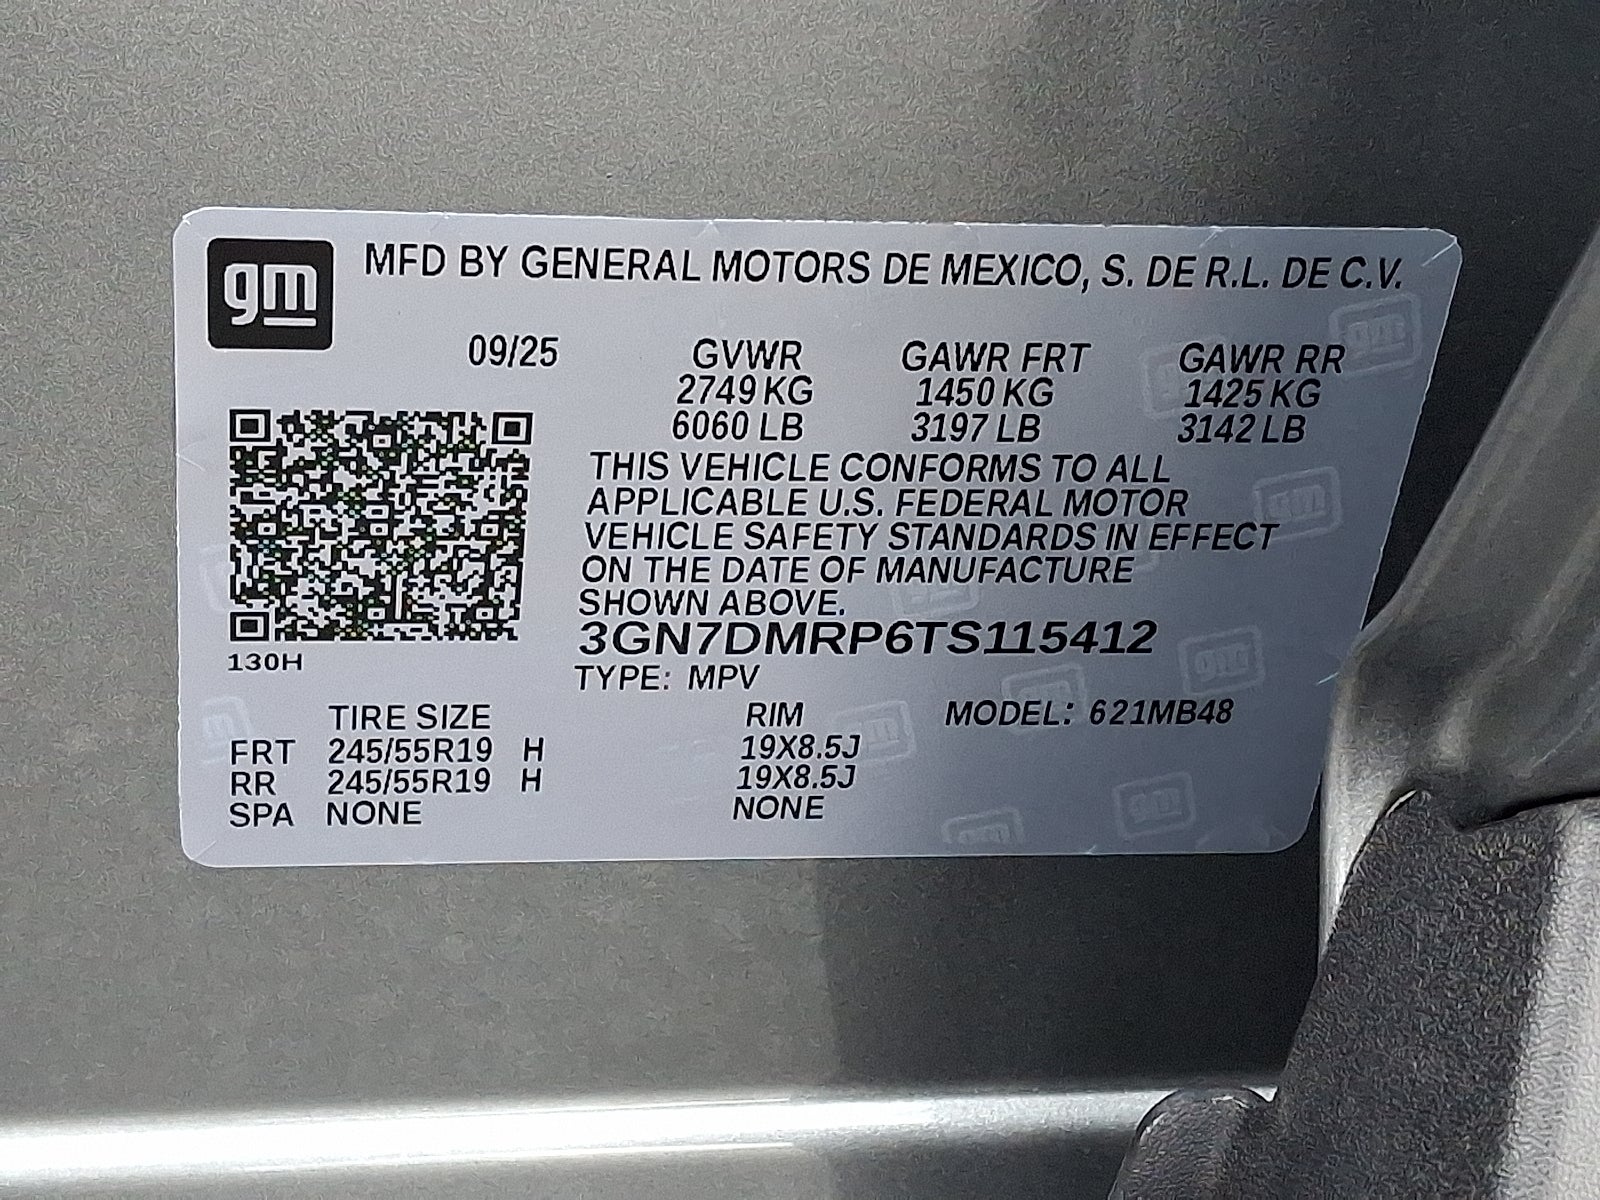 gm
MFD BY GENERAL MOTORS DE MEXICO, S. DE R.L. DE C.V.
09/25 GVWR GAWR FRT GAWR RR
2749 KG 1450 KG 1425 KG
6060 LB 3197 LB 3142 LB
THIS VEHICLE CONFORMS TO ALL
APPLICABLE U.S. FEDERAL MOTOR
VEHICLE SAFETY STANDARDS IN EFFECT
ON THE DATE OF MANUFACTURE
SHOWN ABOVE.
3GN7DMRP6TS115412
130H
TYPE: MPV
TIRE SIZE RIM MODEL: 621MB48
FRT 245/55R19 H 19X8.5J
RR 245/55R19 H 19X8.5J
SPA NONE NONE